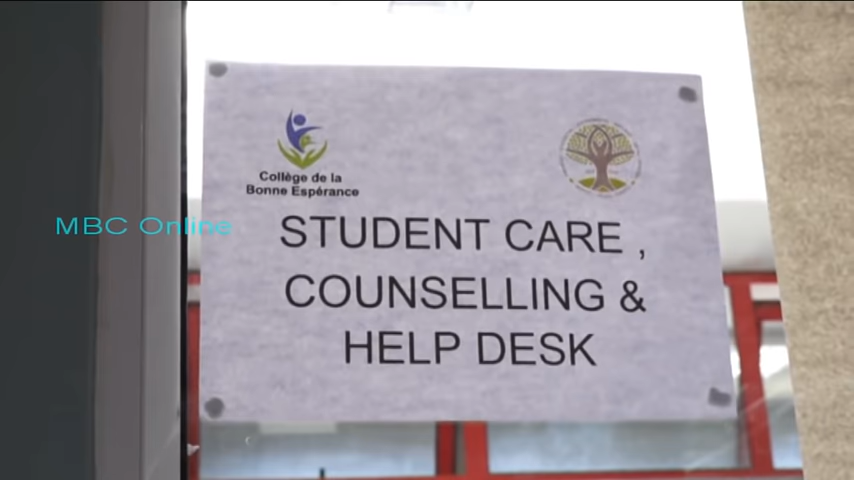 Collège de la
Bonne Espérance
MBC Online
STUDENT CARE ,
COUNSELLING &
HELP DESK